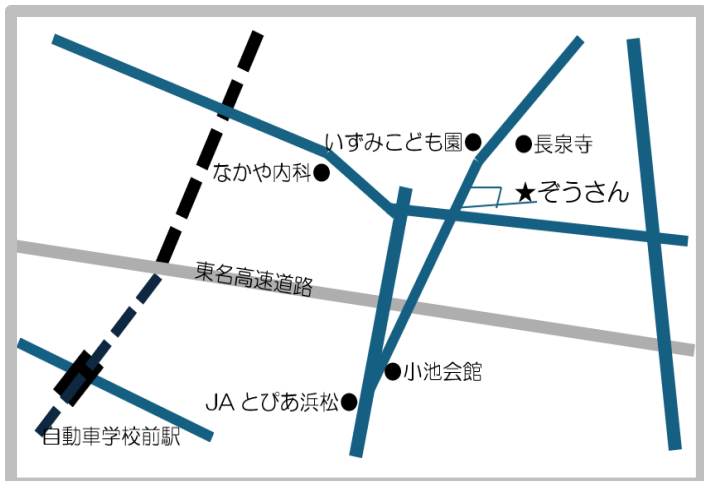 いずみこども園●
●長泉寺
なかや内科●
★ぞうさん
東名高速道路
●小池会館
JAとぴあ浜松●
自動車学校前駅